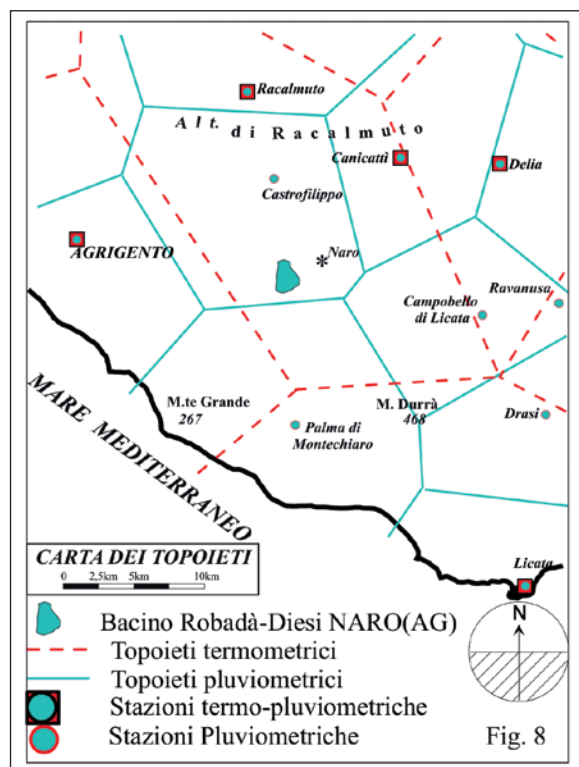 Racalmuto
Alt. di Racalmuto
Canicattì
Delia
Castrofilippo
AGRIGENTO
Naro
Ravanusa
Campobello
di Licata
M.te Grande
267
M. Durrà
468
Drasi
Palma di
Montechiaro
MARE MEDITERRANEO
CARTA DEI TOPOIETI
0 2.5km 5km 10km
Licata
N
Bacino Robadà-Diesi NARO(AG)
Topoieti termometrici
Topoieti pluviometrici
Stazioni termo-pluviometriche
Stazioni Pluviometriche
Fig. 8